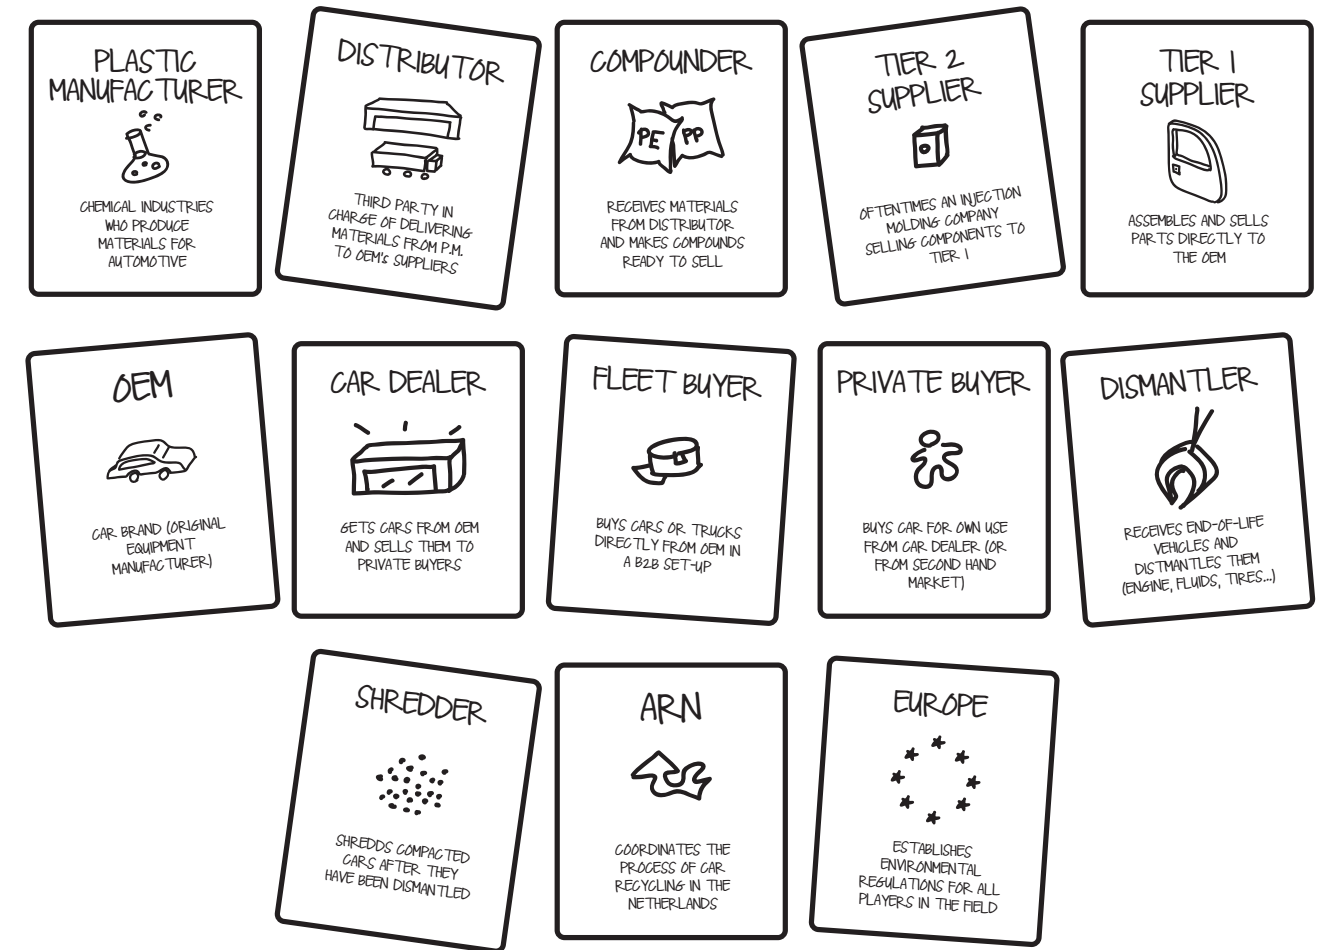 PLASTIC
MANUFACTURER
CHEMICAL INDUSTRIES
WHO PRODUCE
MATERIALS FOR
AUTOMOTIVE
DISTRIBUTOR
THIRD PARTY IN
CHARGE OF DELIVERING
MATERIALS FROM P.M.
TO OEM's SUPPLIERS
COMPOUNDER
PE PP
RECEIVES MATERIALS
FROM DISTRIBUTOR
AND MAKES COMPOUNDS
READY TO SELL
TIER 2
SUPPLIER
OFTENTIMES AN INJECTION
MOLDING COMPANY
SELLING COMPONENTS TO
TIER 1
TIER 1
SUPPLIER
ASSEMBLES AND SELLS
PARTS DIRECTLY TO
THE OEM
OEM
CAR BRAND (ORIGINAL
EQUIPMENT
MANUFACTURER)
CAR DEALER
GETS CARS FROM OEM
AND SELLS THEM TO
PRIVATE BUYERS
FLEET BUYER
BUYS CARS OR TRUCKS
DIRECTLY FROM OEM IN
A B2B SET-UP
PRIVATE BUYER
BUYS CAR FOR OWN USE
FROM CAR DEALER (OR
FROM SECOND HAND
MARKET)
DISMANTLER
RECEIVES END-OF-LIFE
VEHICLES AND
DISTMANTLES THEM
(ENGINE, FLUIDS, TIRES...)
SHREDDER
SHREDDS COMPACTED
CARS AFTER THEY
HAVE BEEN DISMANTLED
ARN
COORDINATES THE
PROCESS OF CAR
RECYCLING IN THE
NETHERLANDS
EUROPE
ESTABLISHES
ENVIRONMENTAL
REGULATIONS FOR ALL
PLAYERS IN THE FIELD